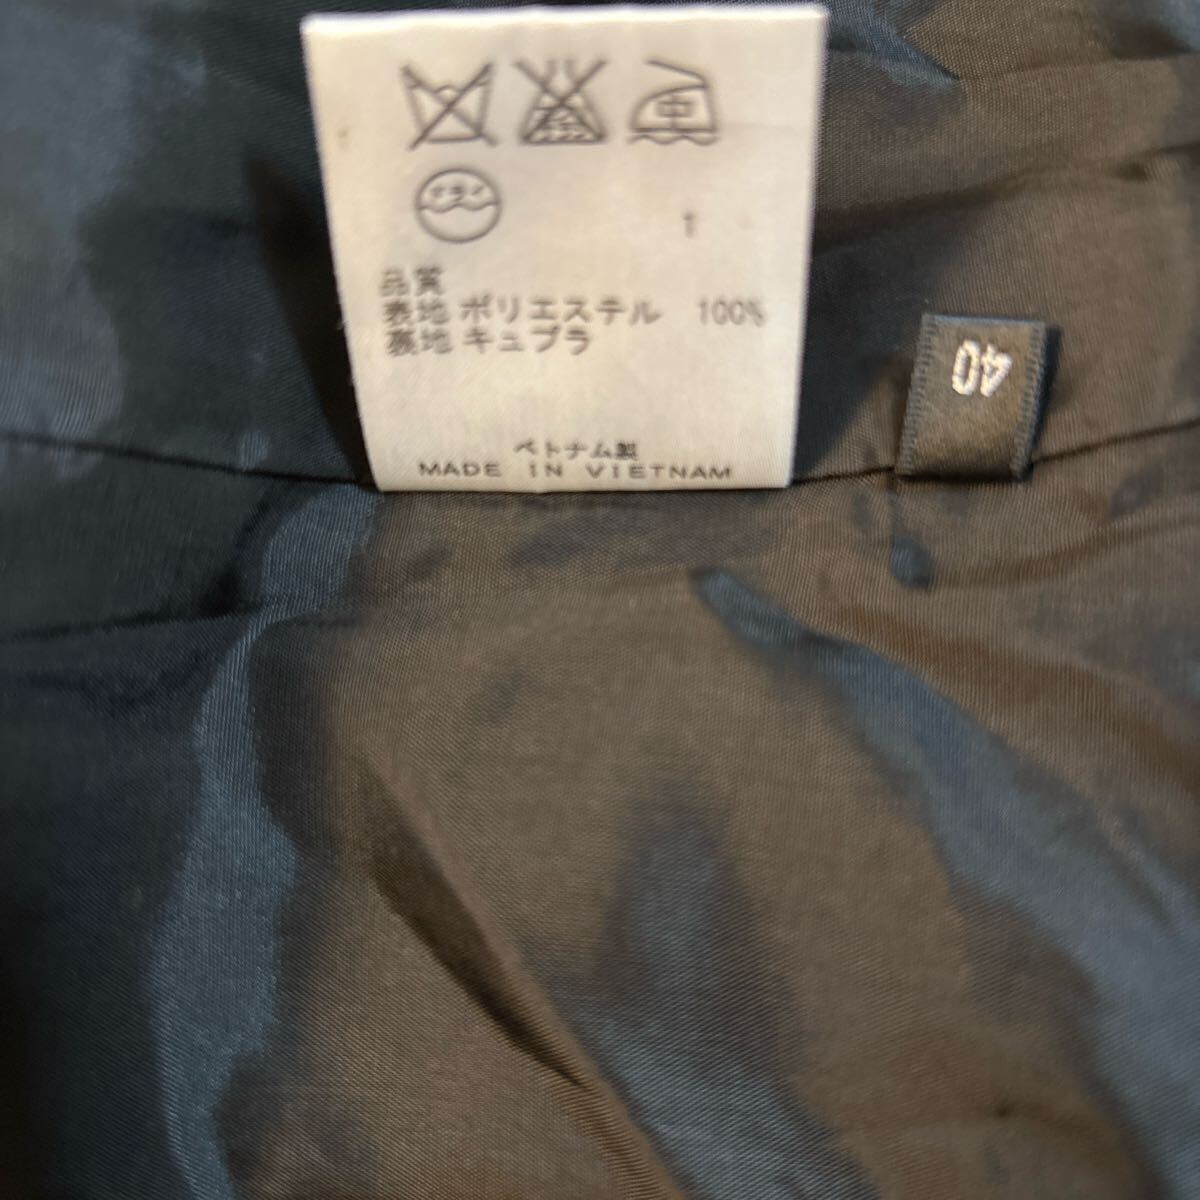 中
ドライ
1
品質
表地 ポリエステル 100%
裏地 キュプラ
ベトナム製
MADE IN VIETNAM
40